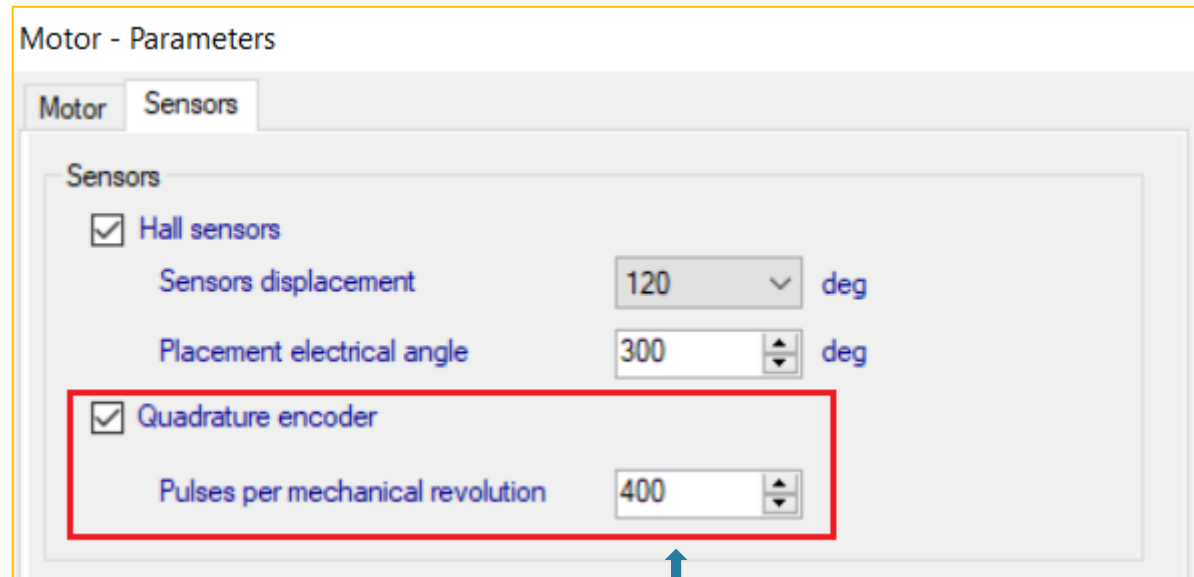 Motor - Parameters
Motor Sensors
Sensors
Hall sensors
Sensors displacement 120 deg
Placement electrical angle 300 deg
Quadrature encoder
Pulses per mechanical revolution 400